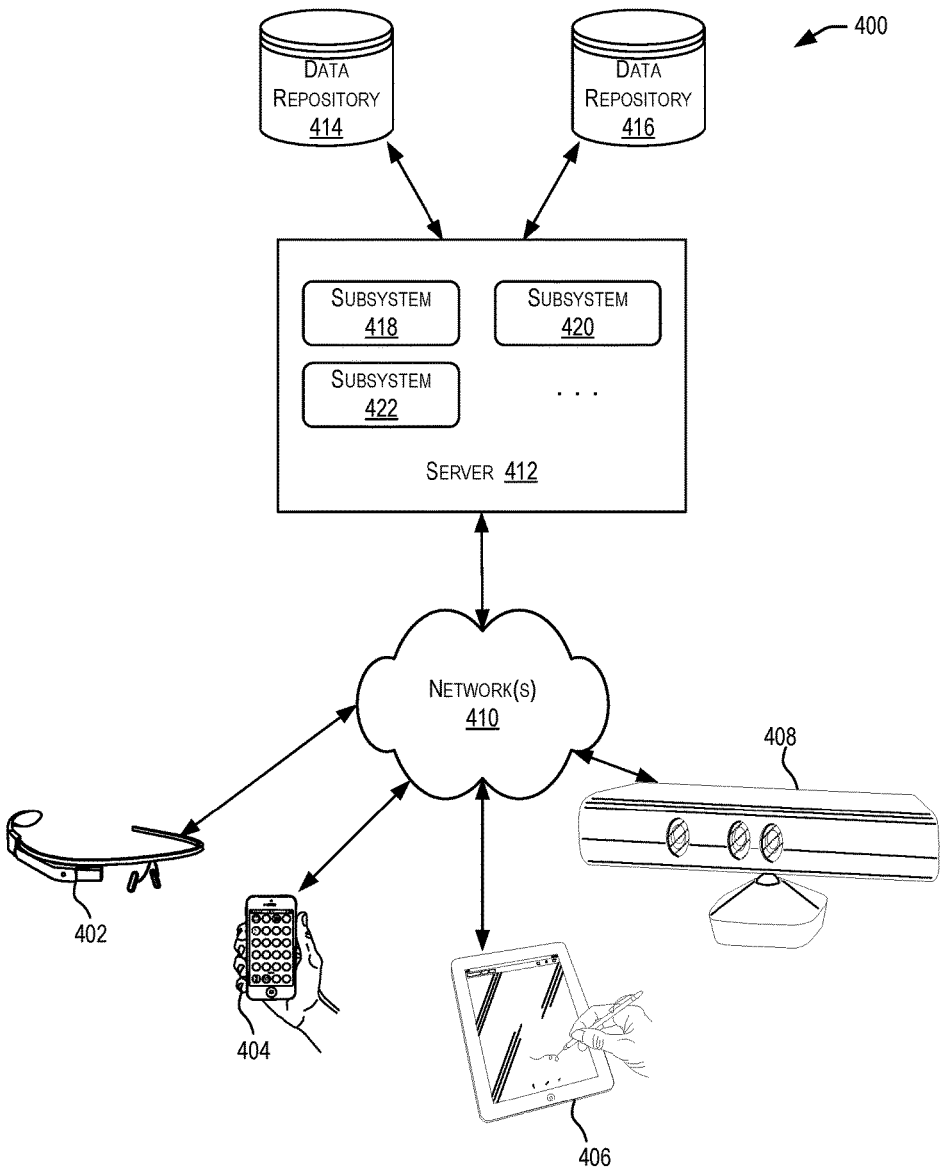 400
DATA
REPOSITORY
414
DATA
REPOSITORY
416
SUBSYSTEM
418
SUBSYSTEM
420
SUBSYSTEM
422
. . .
SERVER 412
NETWORK(S)
410
408
402
404
406